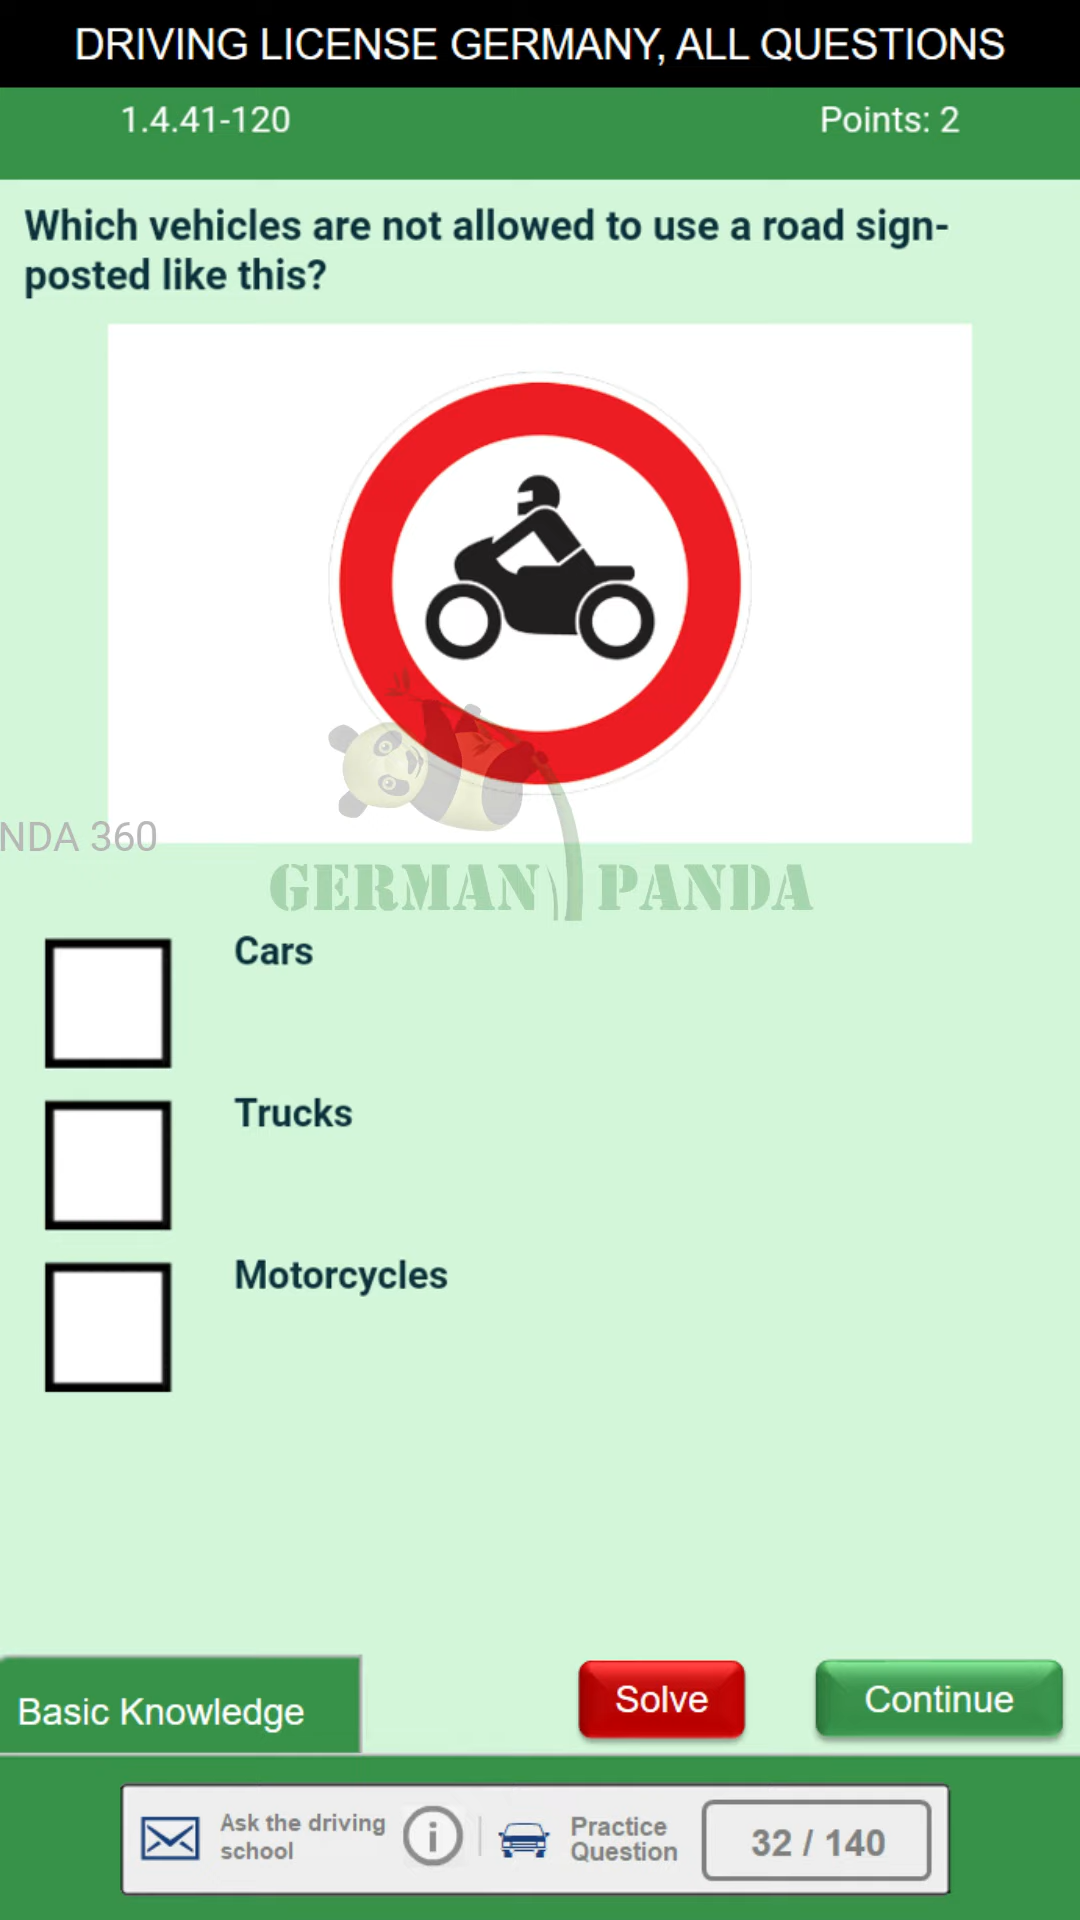 DRIVING LICENSE GERMANY, ALL QUESTIONS
1.4.41-120
Points: 2
Which vehicles are not allowed to use a road sign-
posted like this?
NDA 360
GERMAN PANDA
Cars
Trucks
Motorcycles
Basic Knowledge
Solve
Continue
Ask the driving
school
Practice
Question
32 / 140